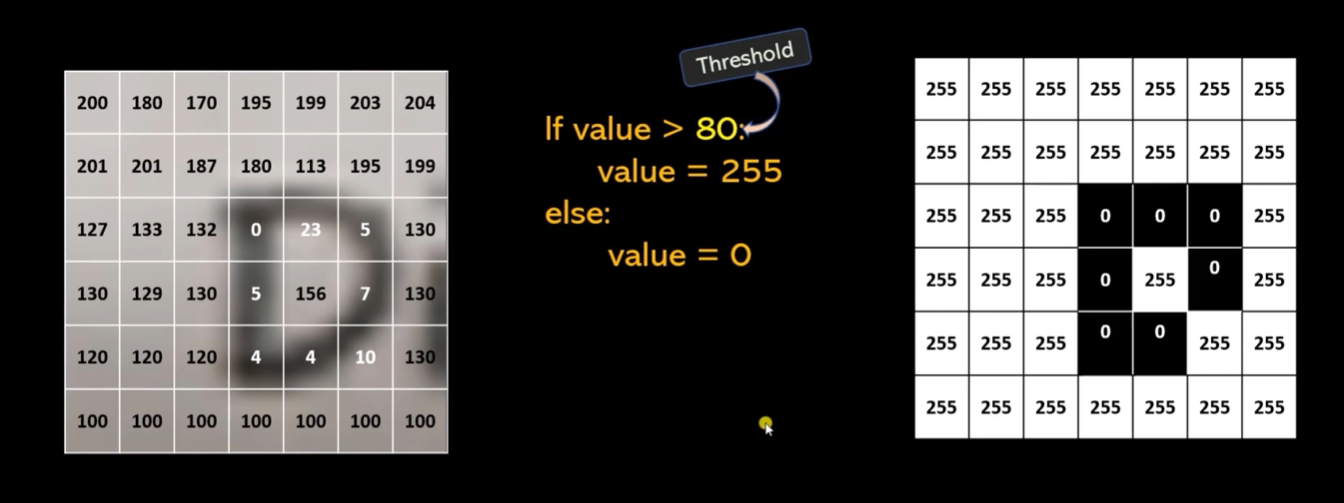 Threshold
200 180 170 195 199 203 204
201 201 187 180 113 195 199
127 133 132 0 23 5 130
130 129 130 5 156 7 130
120 120 120 4 4 10 130
100 100 100 100 100 100 100
If value > 80:
value = 255
else:
value = 0
255 255 255 255 255 255 255
255 255 255 255 255 255 255
255 255 255 0 0 0 255
255 255 255 0 255 0 255
255 255 255 0 0 255 255
255 255 255 255 255 255 255